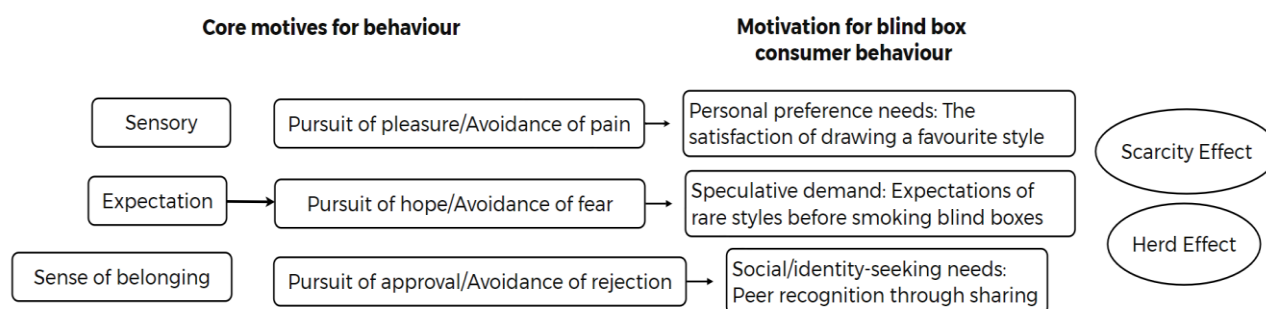 Core motives for behaviour
Motivation for blind box
consumer behaviour
Sensory
Pursuit of pleasure/Avoidance of pain
Personal preference needs: The
satisfaction of drawing a favourite style
Scarcity Effect
Expectation
Pursuit of hope/Avoidance of fear
Speculative demand: Expectations of
rare styles before smoking blind boxes
Herd Effect
Sense of belonging
Pursuit of approval/Avoidance of rejection
Social/identity-seeking needs:
Peer recognition through sharing